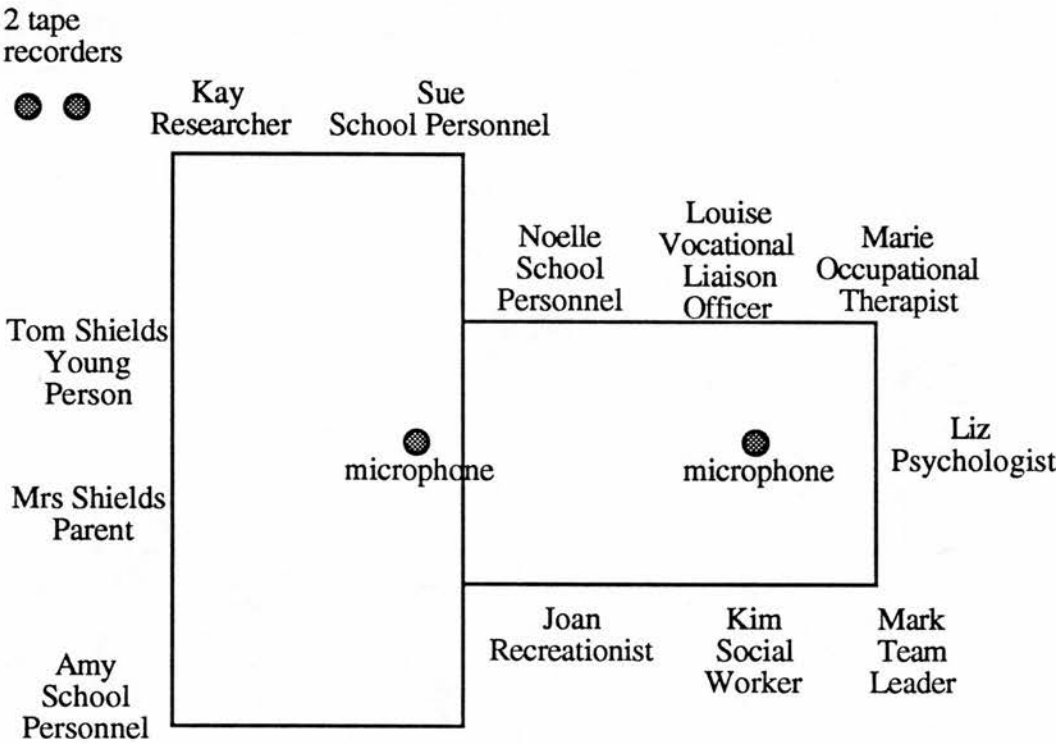 2 tape
recorders
Kay
Researcher
Sue
School Personnel
Noelle
School
Personnel
Louise
Vocational
Liaison
Officer
Marie
Occupational
Therapist
Tom Shields
Young
Person
microphone
microphone
Liz
Psychologist
Mrs Shields
Parent
Joan
Recreationist
Kim
Social
Worker
Mark
Team
Leader
Amy
School
Personnel